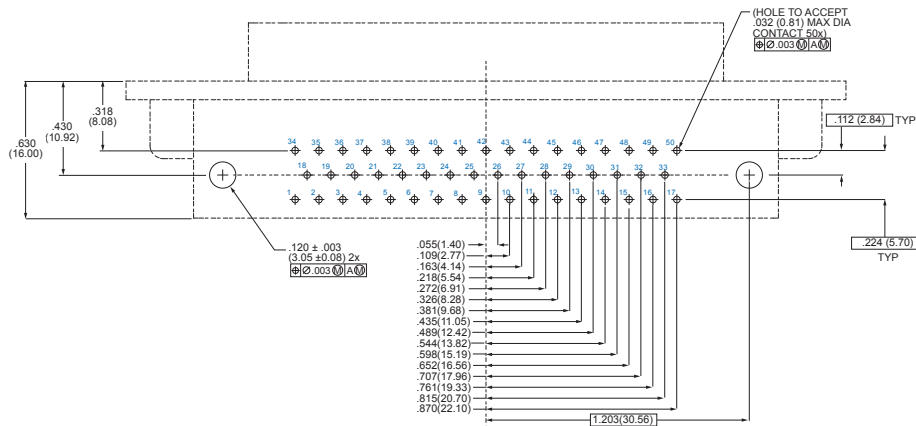 (HOLE TO ACCEPT
.032 (0.81) MAX DIA
CONTACT 50x)
⌖ Ø.003 Ⓜ A Ⓜ
.318
(8.08)
.430
(10.92)
.630
(16.00)
.112 (2.84) TYP
34 35 36 37 38 39 40 41 42 43 44 45 46 47 48 49 50
18 19 20 21 22 23 24 25 26 27 28 29 30 31 32 33
1 2 3 4 5 6 7 8 9 10 11 12 13 14 15 16 17
.224 (5.70)
TYP
.120 ± .003
(3.05 ±0.08) 2x
⌖ Ø.003 Ⓜ A Ⓜ
.055(1.40)
.109(2.77)
.163(4.14)
.218(5.54)
.272(6.91)
.326(8.28)
.381(9.68)
.435(11.05)
.489(12.42)
.544(13.82)
.598(15.19)
.652(16.56)
.707(17.96)
.761(19.33)
.815(20.70)
.870(22.10)
1.203(30.56)